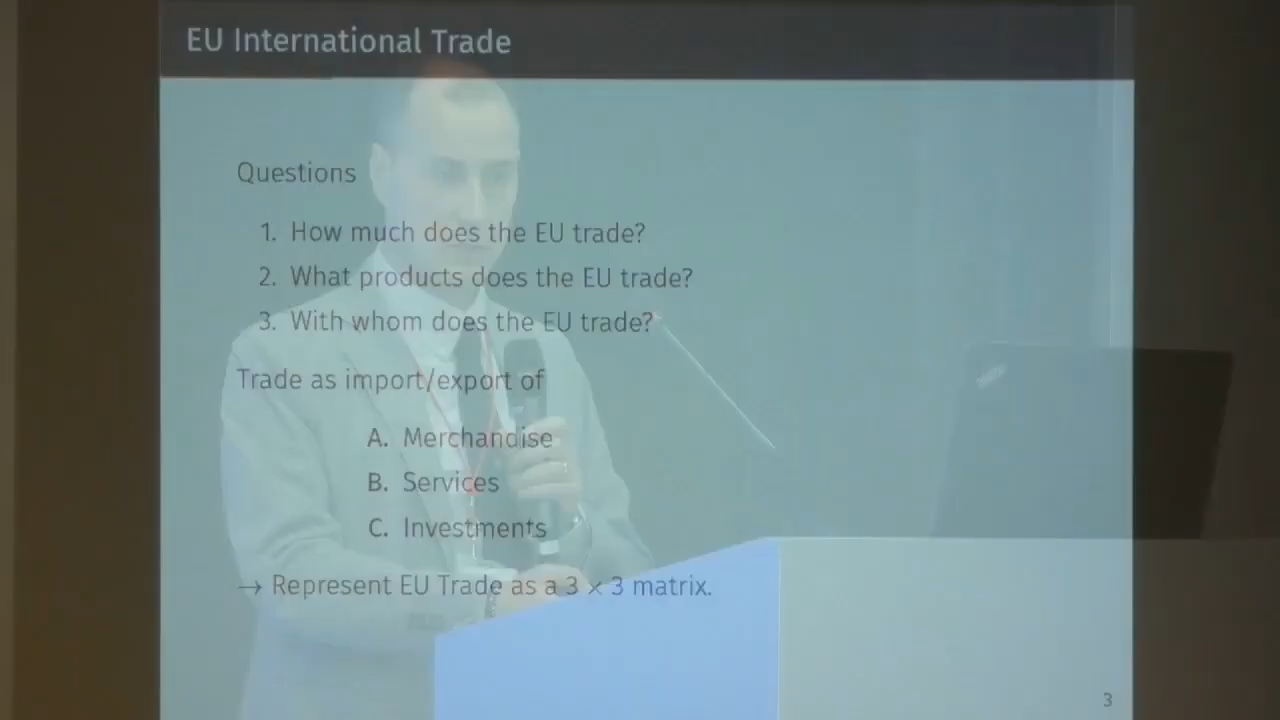 EU International Trade
Questions
1. How much does the EU trade?
2. What products does the EU trade?
3. With whom does the EU trade?
Trade as import/export of
A. Merchandise
B. Services
C. Investments
→ Represent EU Trade as a 3 × 3 matrix.
3